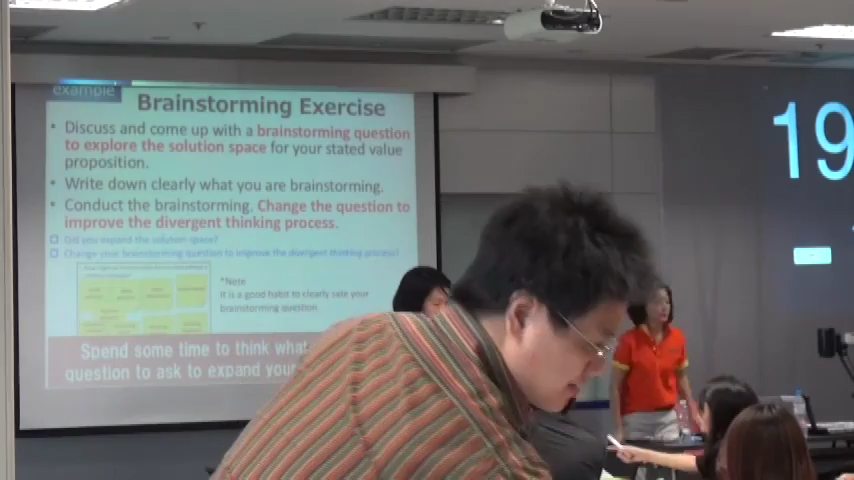 example
Brainstorming Exercise
• Discuss and come up with a brainstorming question
to explore the solution space for your stated value
proposition.
• Write down clearly what you are brainstorming.
• Conduct the brainstorming. Change the question to
improve the divergent thinking process.
Did you expand the solution space?
Change your brainstorming question to improve the divergent thinking process?
*Note
It is a good habit to clearly sate your
brainstorming question
Spend some time to think what
question to ask to expand your
19